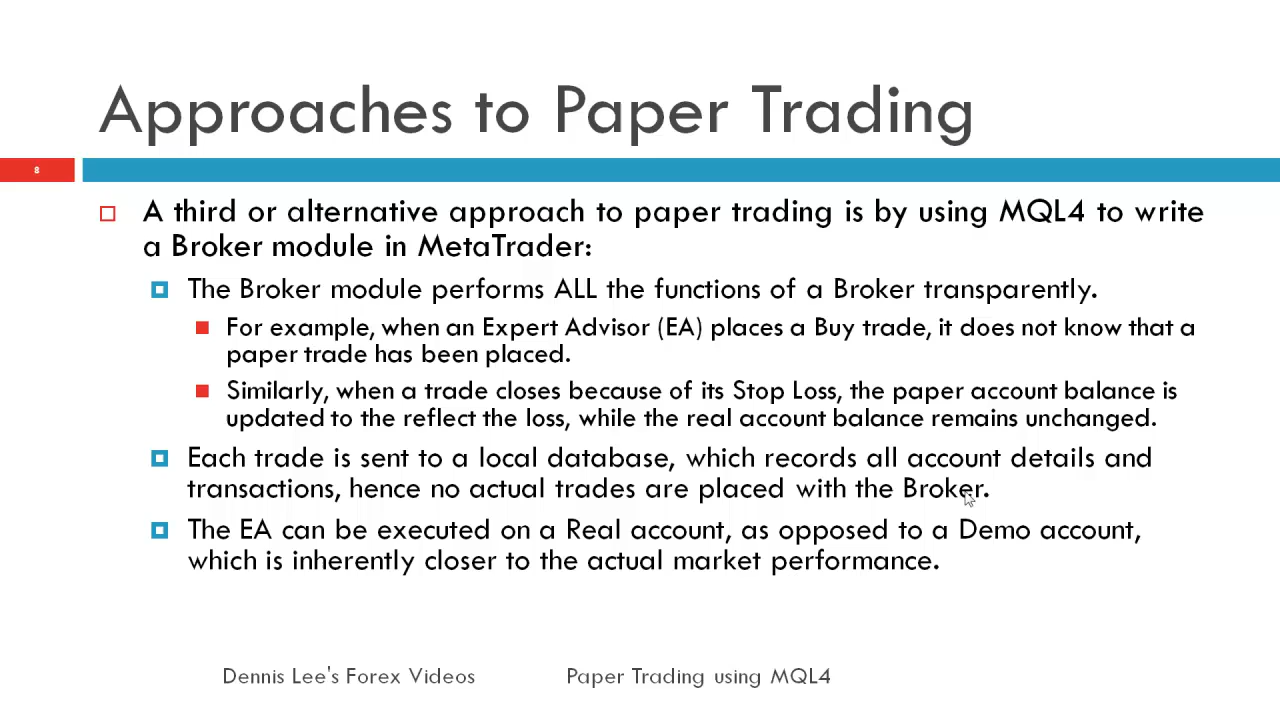 Approaches to Paper Trading
8
A third or alternative approach to paper trading is by using MQL4 to write
a Broker module in MetaTrader:
The Broker module performs ALL the functions of a Broker transparently.
For example, when an Expert Advisor (EA) places a Buy trade, it does not know that a
paper trade has been placed.
Similarly, when a trade closes because of its Stop Loss, the paper account balance is
updated to the reflect the loss, while the real account balance remains unchanged.
Each trade is sent to a local database, which records all account details and
transactions, hence no actual trades are placed with the Broker.
The EA can be executed on a Real account, as opposed to a Demo account,
which is inherently closer to the actual market performance.
Dennis Lee's Forex Videos
Paper Trading using MQL4